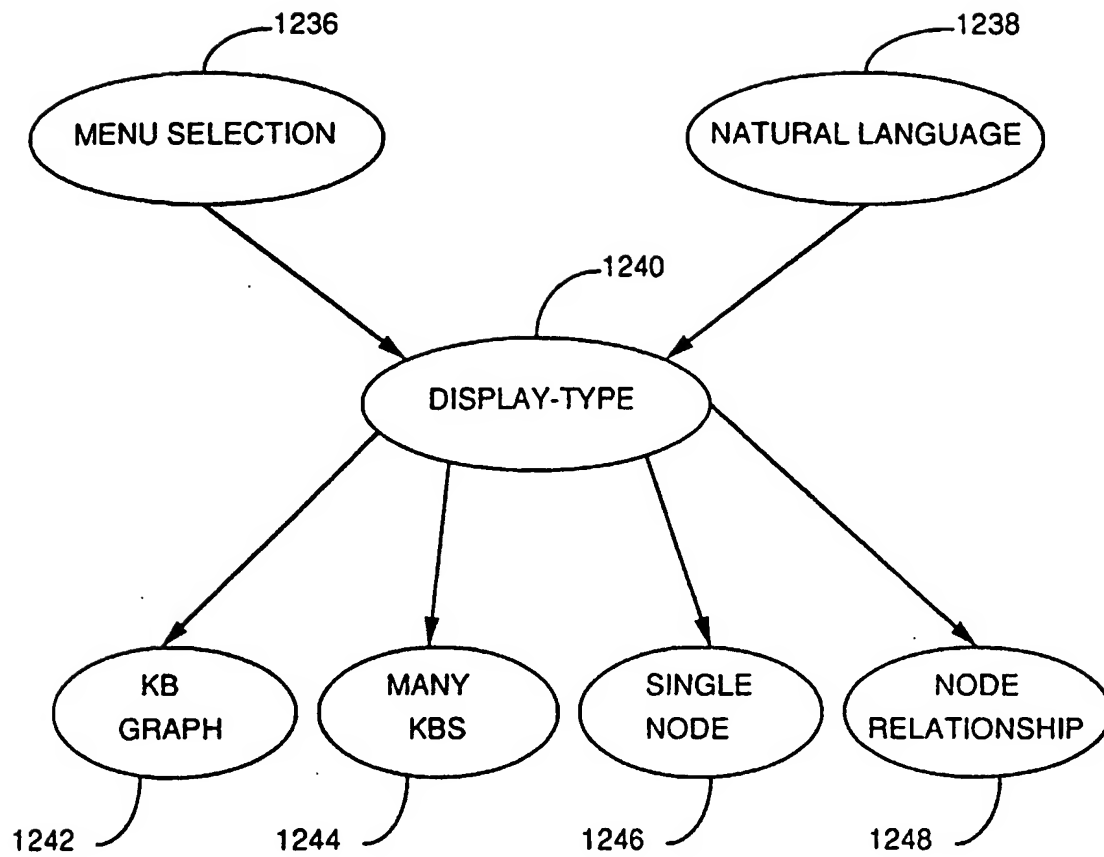 1236
1238
MENU SELECTION
NATURAL LANGUAGE
1240
DISPLAY-TYPE
KB
GRAPH
MANY
KBS
SINGLE
NODE
NODE
RELATIONSHIP
1242
1244
1246
1248